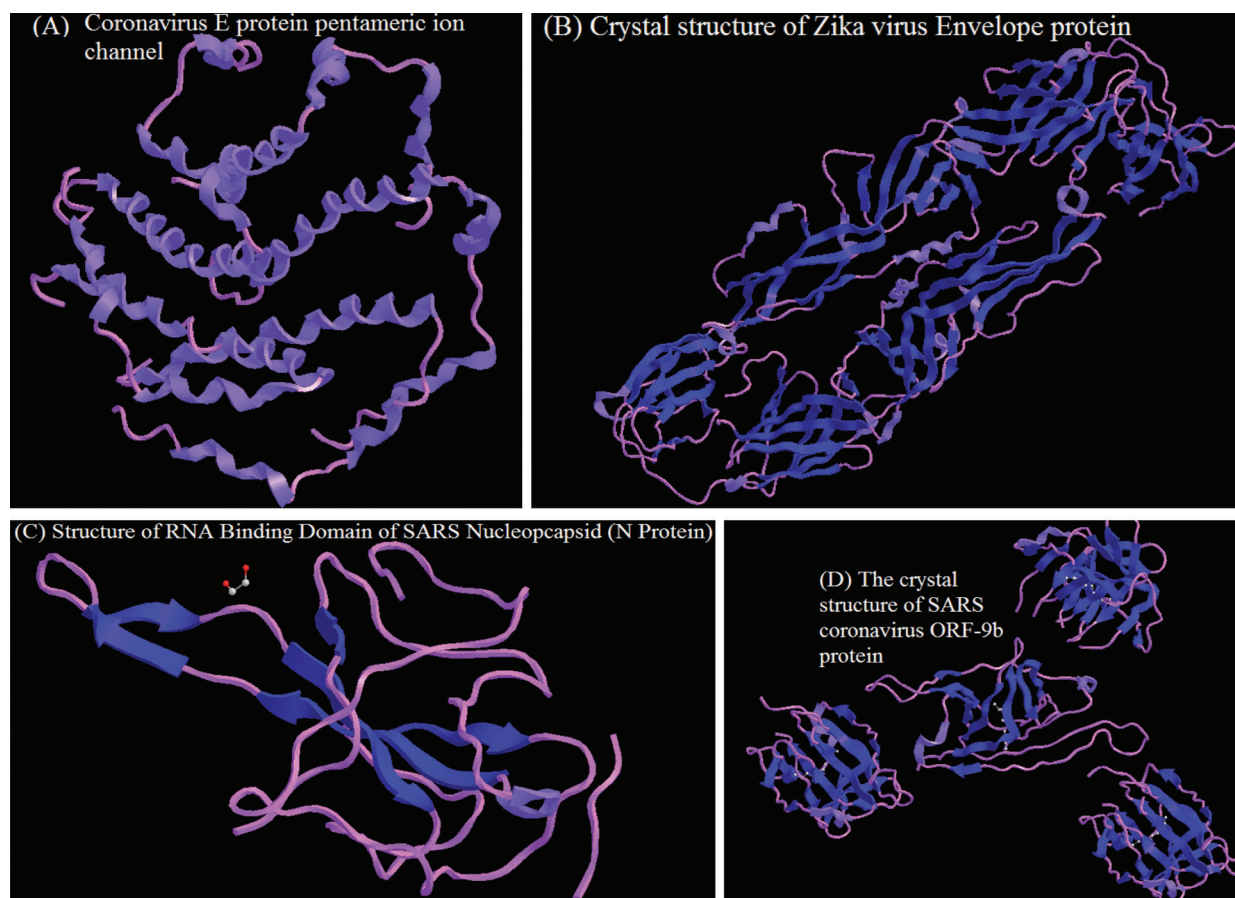 (A) Coronavirus E protein pentameric ion
channel
(B) Crystal structure of Zika virus Envelope protein
(C) Structure of RNA Binding Domain of SARS Nucleopcapsid (N Protein)
(D) The crystal
structure of SARS
coronavirus ORF-9b
protein